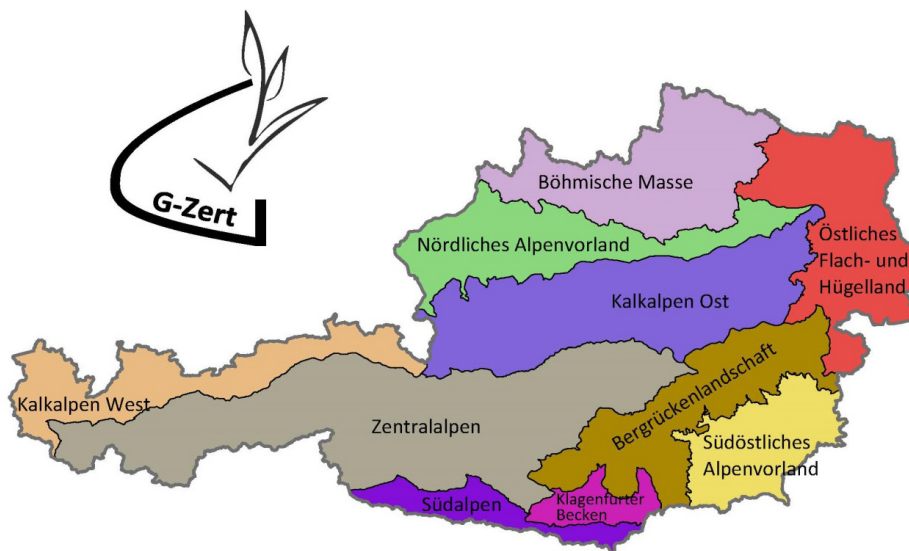 G-Zert
Böhmische Masse
Nördliches Alpenvorland
Östliches
Flach- und
Hügelland
Kalkalpen Ost
Kalkalpen West
Zentralalpen
Bergrückenlandschaft
Südöstliches
Alpenvorland
Südalpen
Klagenfurter
Becken